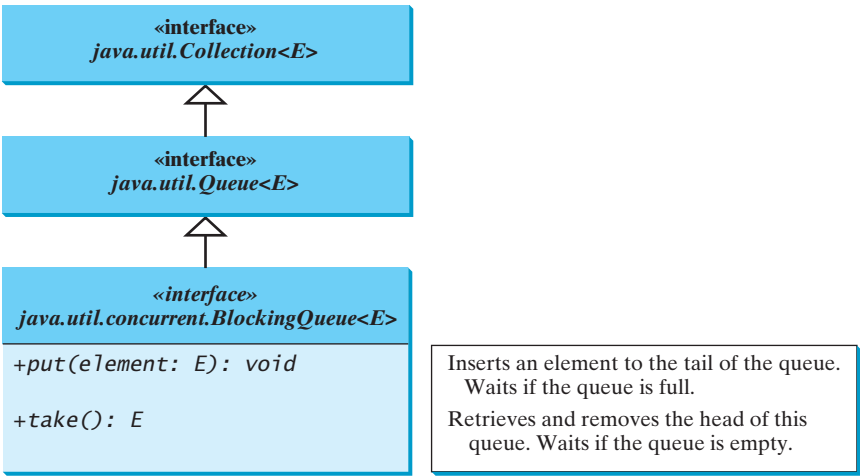 «interface»
java.util.Collection<E>
«interface»
java.util.Queue<E>
«interface»
java.util.concurrent.BlockingQueue<E>
+put(element: E): void
+take(): E
Inserts an element to the tail of the queue.
Waits if the queue is full.
Retrieves and removes the head of this
queue. Waits if the queue is empty.